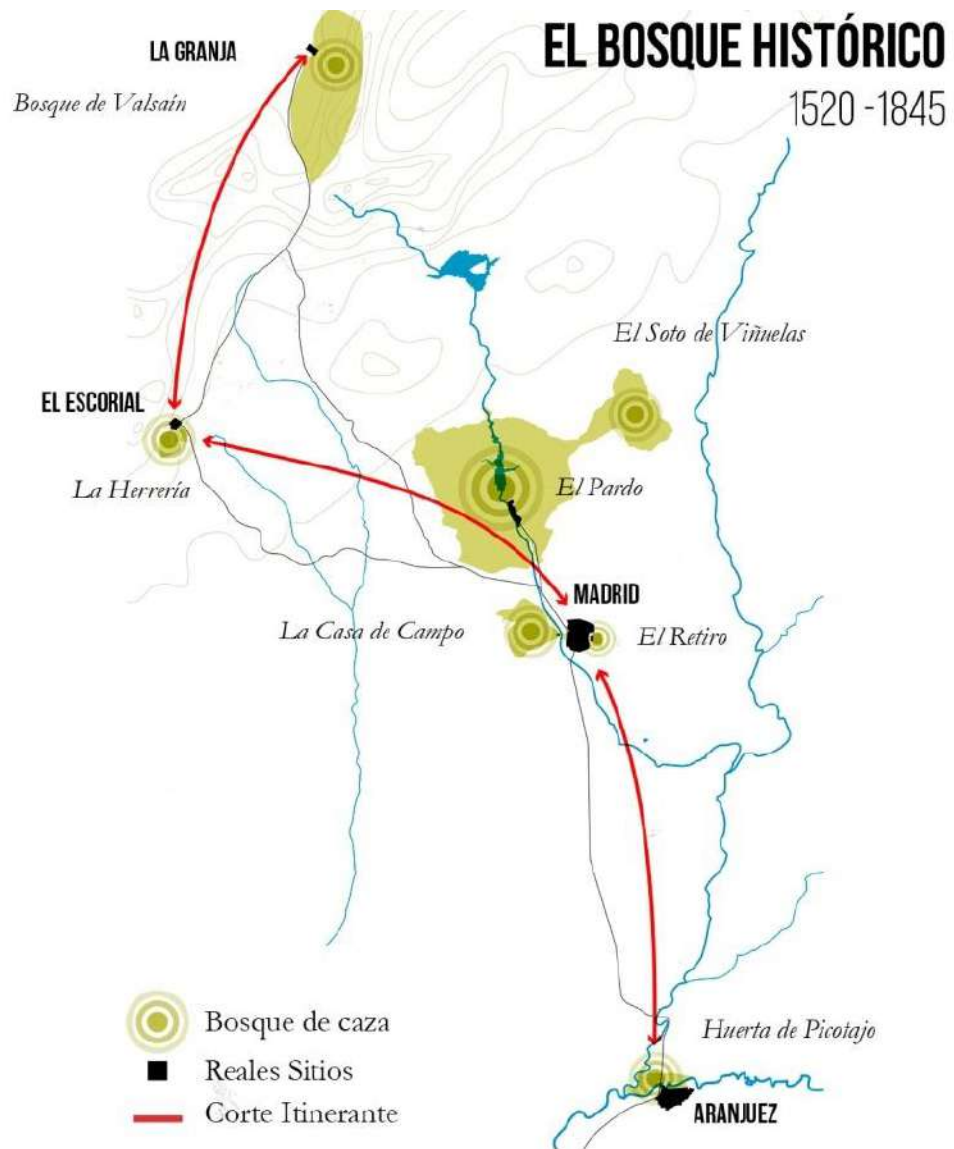 EL BOSQUE HISTÓRICO
1520 -1845
LA GRANJA
Bosque de Valsaín
El Soto de Viñuelas
EL ESCORIAL
La Herrería
El Pardo
MADRID
La Casa de Campo
El Retiro
Huerta de Picotajo
ARANJUEZ
Bosque de caza
Reales Sitios
Corte Itinerante